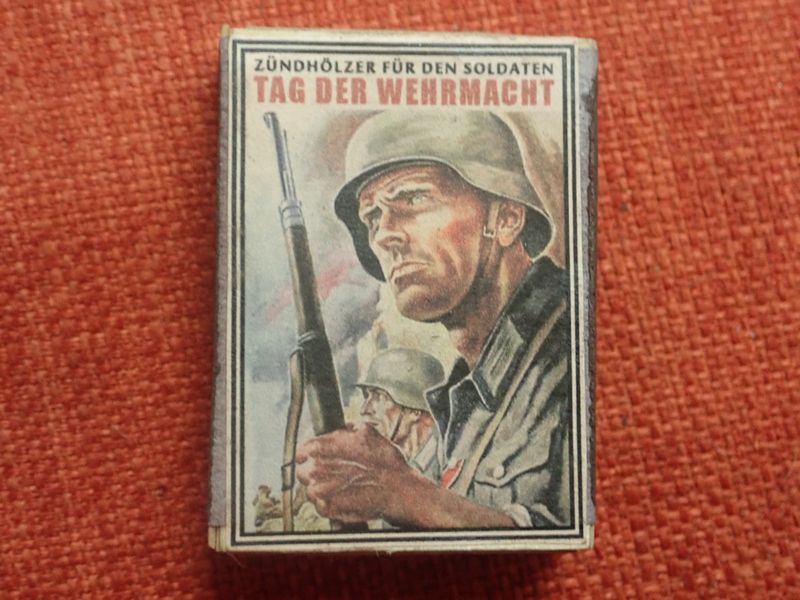 ZÜNDHÖLZER FÜR DEN SOLDATEN
TAG DER WEHRMACHT